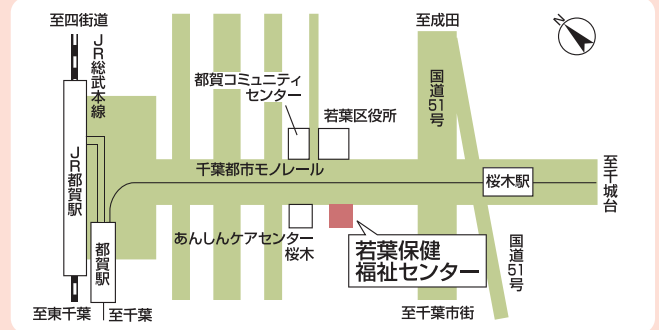 至四街道
JR総武本線
至成田
N
都賀コミュニティ
センター
若葉区役所
国道51号
JR都賀駅
千葉都市モノレール
桜木駅
至千城台
都賀駅
あんしんケアセンター
桜木
若葉保健
福祉センター
国道51号
至東千葉
至千葉
至千葉市街